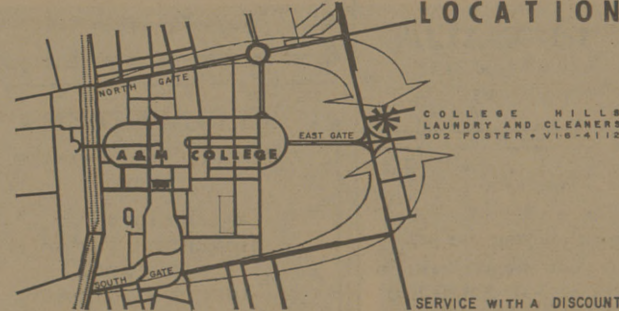 LOCATION
NORTH GATE
COLLEGE HILLS
LAUNDRY AND CLEANERS
902 FOSTER • VI-6-4112
EAST GATE
A & M COLLEGE
SOUTH GATE
SERVICE WITH A DISCOUNT